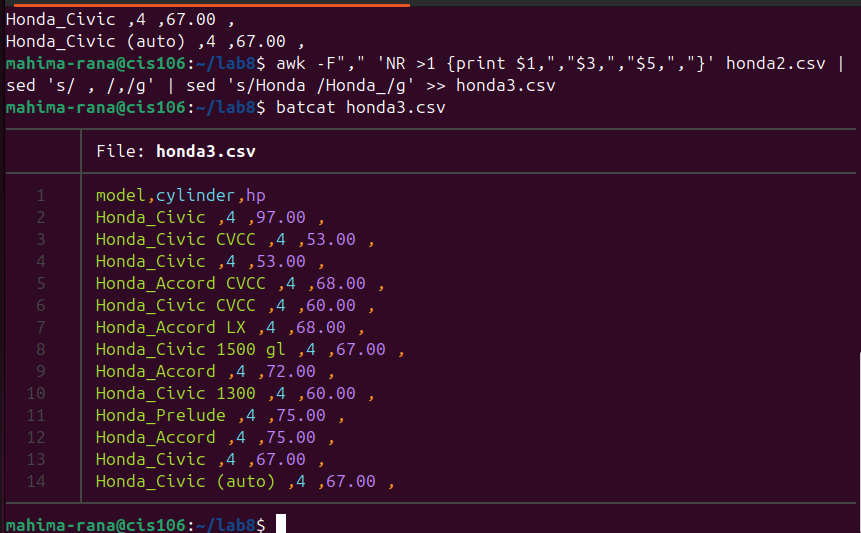 Honda_Civic ,4 ,67.00 ,
Honda_Civic (auto) ,4 ,67.00 ,
mahima-rana@cis106:~/lab8$ awk -F"," 'NR >1 {print $1,","$3,","$5,","}' honda2.csv |
sed 's/ , /,/g' | sed 's/Honda /Honda_/g' >> honda3.csv
mahima-rana@cis106:~/lab8$ batcat honda3.csv
File: honda3.csv
1 model,cylinder,hp
2 Honda_Civic ,4 ,97.00 ,
3 Honda_Civic CVCC ,4 ,53.00 ,
4 Honda_Civic ,4 ,53.00 ,
5 Honda_Accord CVCC ,4 ,68.00 ,
6 Honda_Civic CVCC ,4 ,60.00 ,
7 Honda_Accord LX ,4 ,68.00 ,
8 Honda_Civic 1500 gl ,4 ,67.00 ,
9 Honda_Accord ,4 ,72.00 ,
10 Honda_Civic 1300 ,4 ,60.00 ,
11 Honda_Prelude ,4 ,75.00 ,
12 Honda_Accord ,4 ,75.00 ,
13 Honda_Civic ,4 ,67.00 ,
14 Honda_Civic (auto) ,4 ,67.00 ,
mahima-rana@cis106:~/lab8$